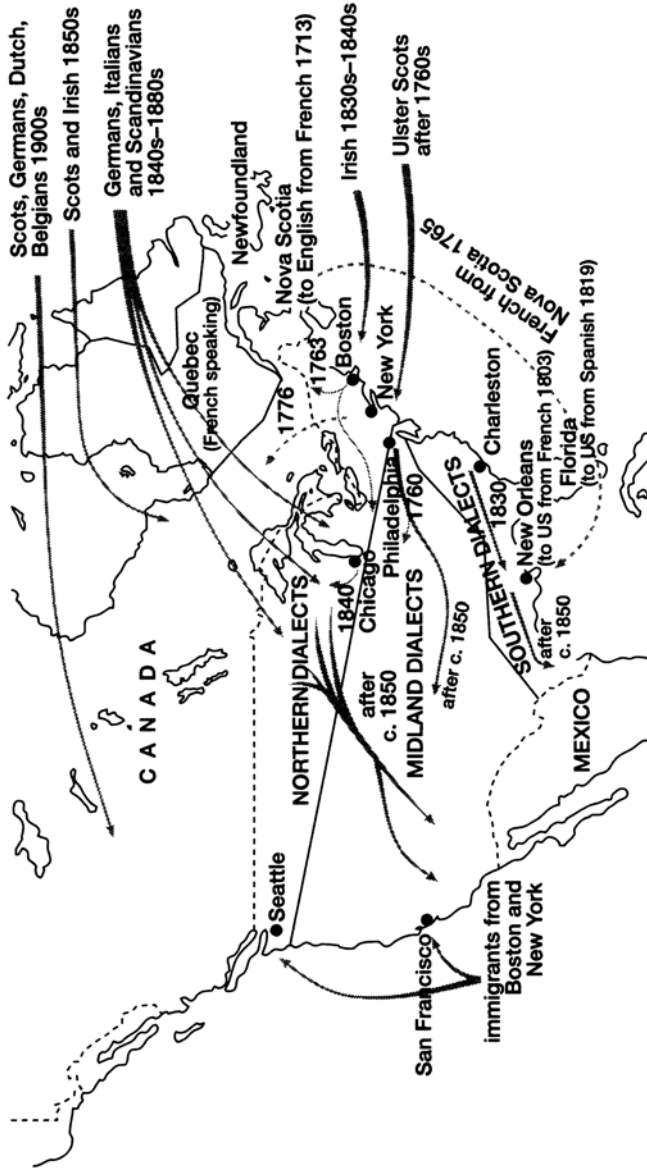 Scots, Germans, Dutch,
Belgians 1900s
Scots and Irish 1850s
Germans, Italians
and Scandinavians
1840s–1880s
Newfoundland
Nova Scotia
(to English from French 1713)
Irish 1830s–1840s
Ulster Scots
after 1760s
French from
Nova Scotia 1765
Quebec
(French speaking)
1776
1763
Boston
New York
Philadelphia
1760
Charleston
1830
New Orleans
(to US from French 1803)
Florida
(to US from Spanish 1819)
CANADA
NORTHERN DIALECTS
1840
Chicago
after
c. 1850
MIDLAND DIALECTS
after c. 1850
SOUTHERN DIALECTS
after
c. 1850
MEXICO
Seattle
San Francisco
immigrants from
Boston and
New York